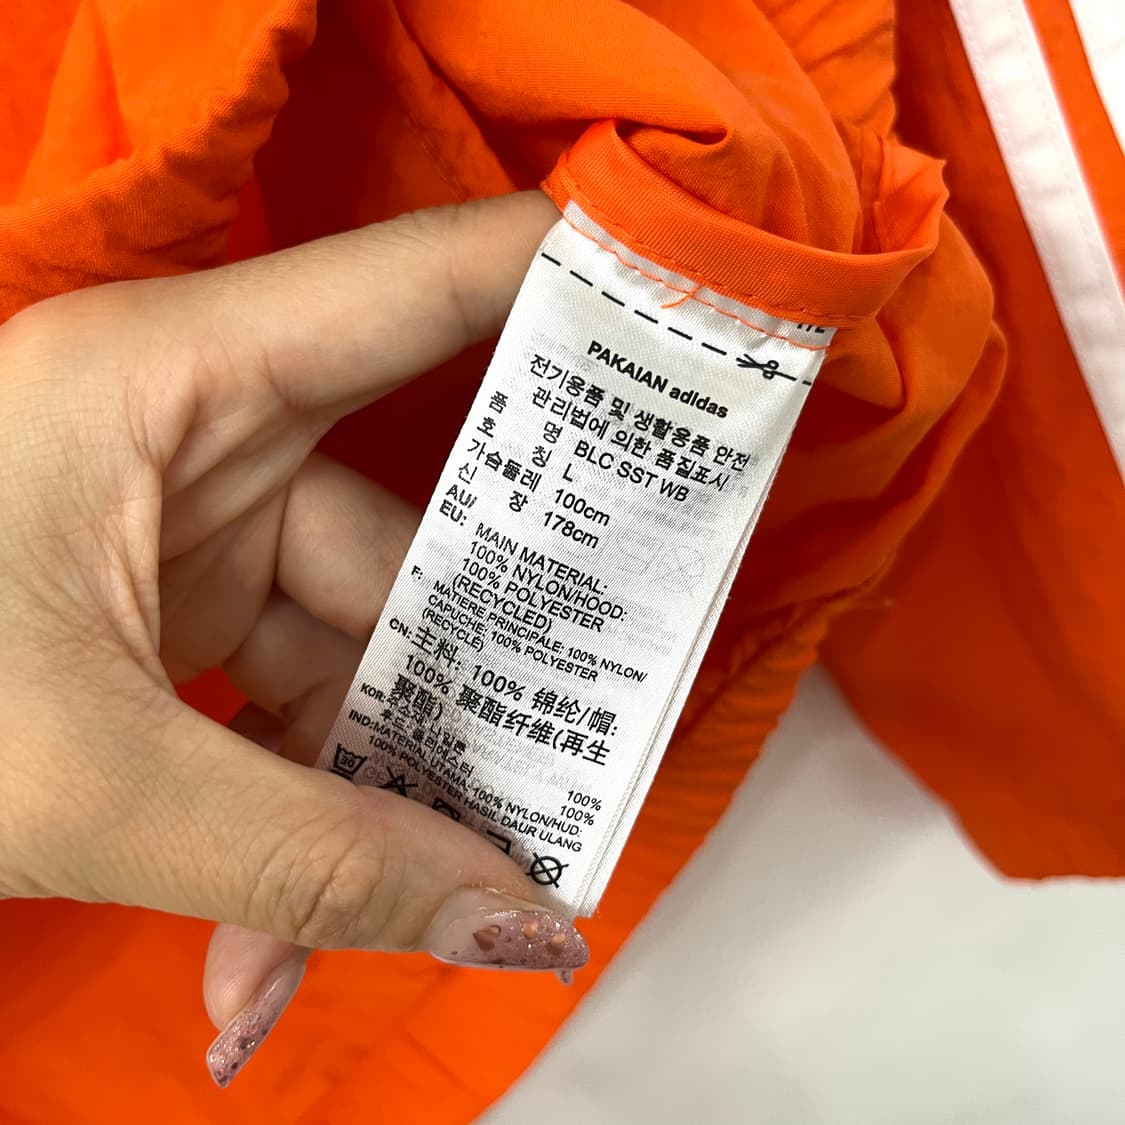 PAKAIAN adidas
전기용품 및 생활용품 안전
관리법에 의한 품질표시
품 명 BLC SST WB
호 칭 L
가슴둘레 100cm
신 장 178cm
AU/
EU: MAIN MATERIAL:
100% NYLON/HOOD:
100% POLYESTER
(RECYCLED)
F: MATIERE PRINCIPALE: 100% NYLON/
CAPUCHE: 100% POLYESTER
(RECYCLÉ)
CN: 主料: 100% 锦纶/帽:
100% 聚酯纤维(再生
聚酯)
KOR: 100%
100%
IND: MATERIAL UTAMA: 100% NYLON/HUD:
100% POLYESTER HASIL DAUR ULANG
30